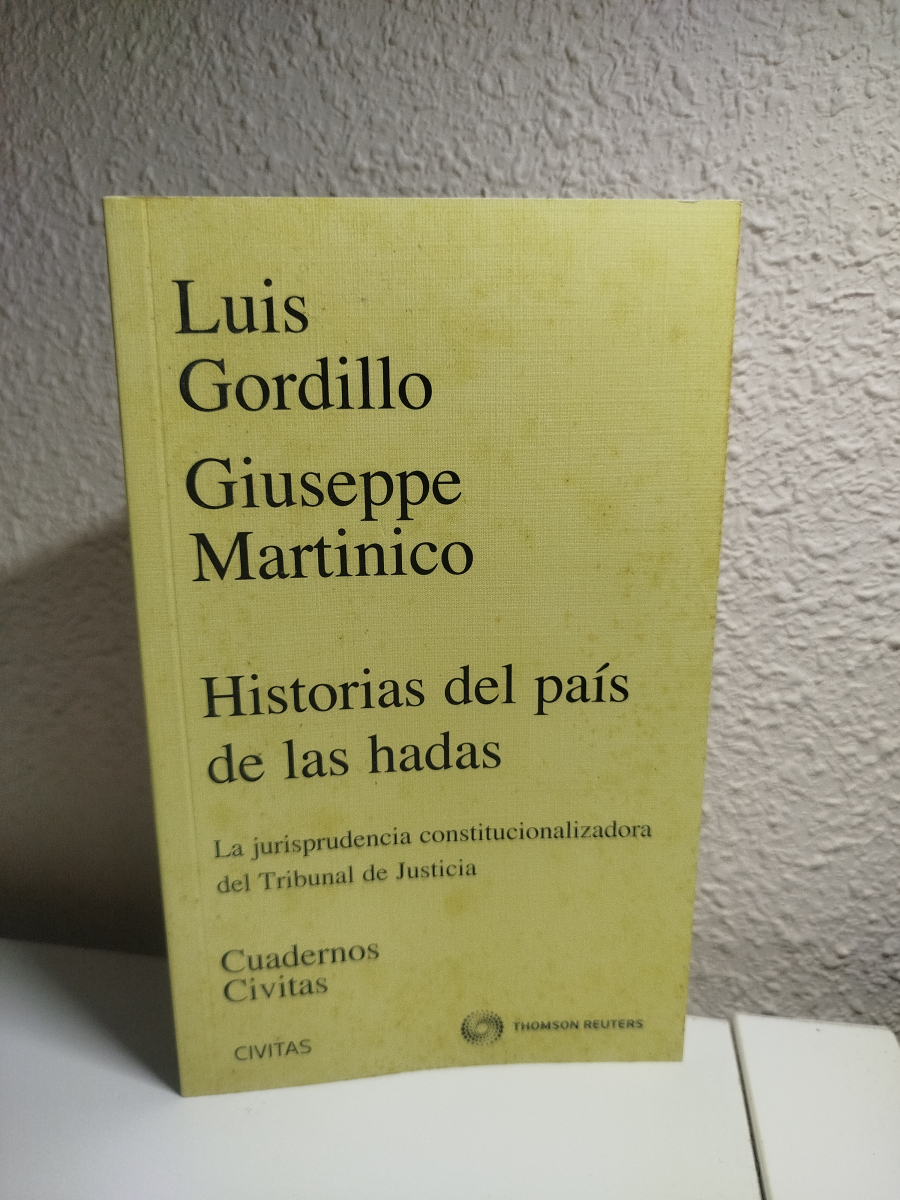 Luis
Gordillo
Giuseppe
Martinico
Historias del país
de las hadas
La jurisprudencia constitucionalizadora
del Tribunal de Justicia
Cuadernos
Civitas
CIVITAS
THOMSON REUTERS